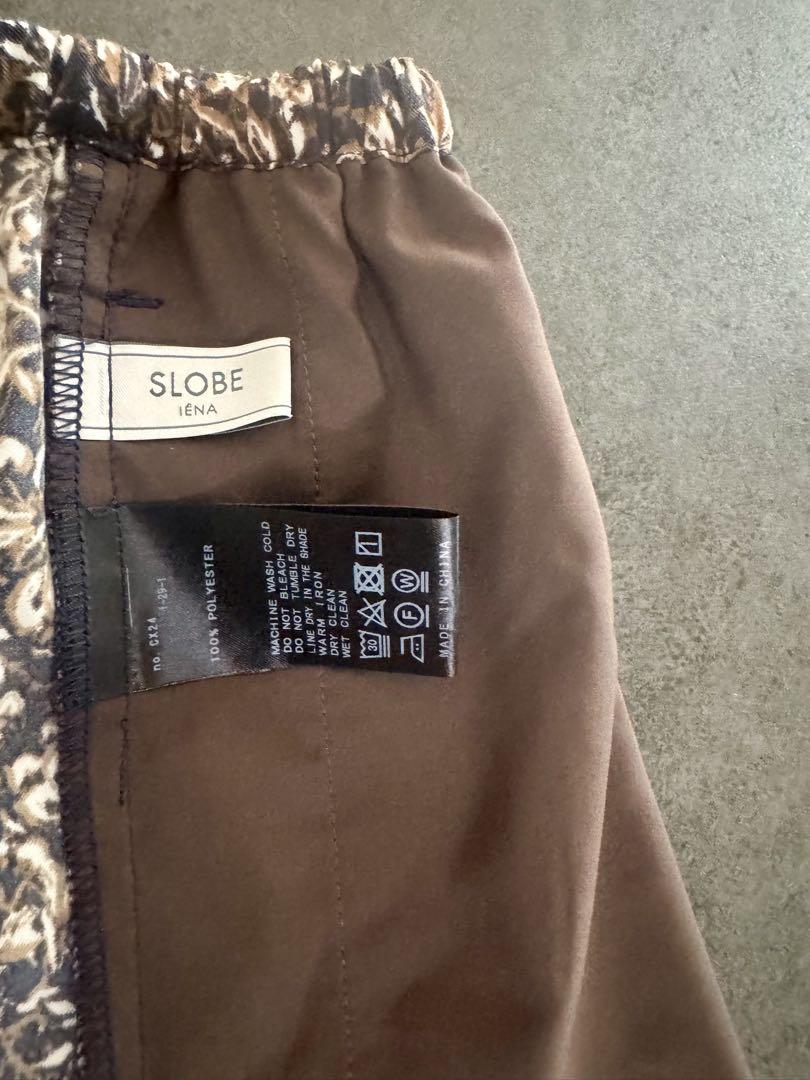 SLOBE
IÉNA
no.CX24 1-29-1
100% POLYESTER
MACHINE WASH COLD
DO NOT BLEACH
DO NOT TUMBLE DRY
LINE DRY IN THE SHADE
WARM IRON
DRY CLEAN
WET CLEAN
30
F
W
MADE IN CHINA